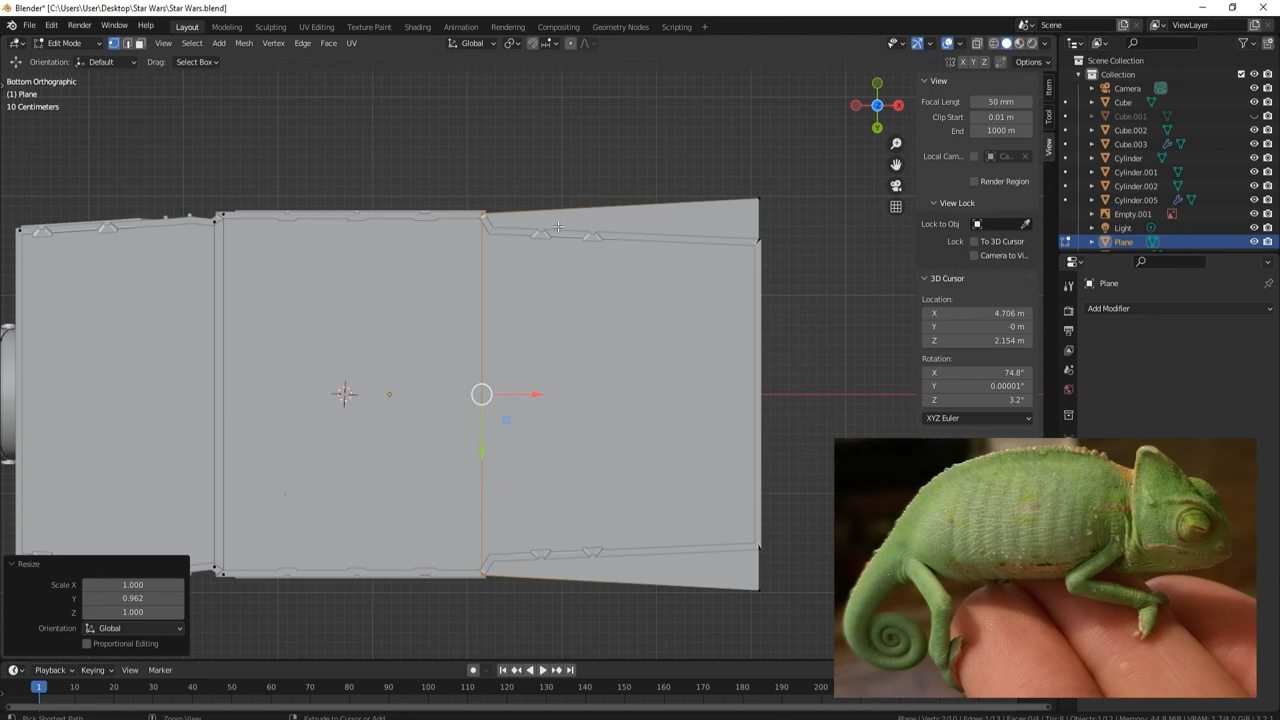 Blender* [C:\Users\User\Desktop\Star Wars\Star Wars.blend]
File Edit Render Window Help Layout Modeling Sculpting UV Editing Texture Paint Shading Animation Rendering Compositing Geometry Nodes Scripting + Scene ViewLayer
Edit Mode View Select Add Mesh Vertex Edge Face UV Global
Orientation: Default Drag: Select Box X Y Z Options
Bottom Orthographic
(1) Plane
10 Centimeters
View
Focal Lengt 50 mm
Clip Start 0.01 m
End 1000 m
Local Cam... Ca...
Render Region
View Lock
Lock to Obj
Lock To 3D Cursor
Camera to Vi...
3D Cursor
Location:
X 4.706 m
Y -0 m
Z 2.154 m
Rotation:
X 74.8°
Y 0.00001°
Z 3.2°
XYZ Euler
Item
Tool
View
Scene Collection
Collection
Camera
Cube
Cube.001
Cube.002
Cube.003
Cylinder
Cylinder.001
Cylinder.002
Cylinder.005
Empty.001
Light
Plane
Plane
Add Modifier
Resize
Scale X 1.000
Y 0.962
Z 1.000
Orientation Global
Proportional Editing
Playback Keying View Marker
1 10 20 30 40 50 60 70 80 90 100 110 120 130 140 150 160 170 180 190 200